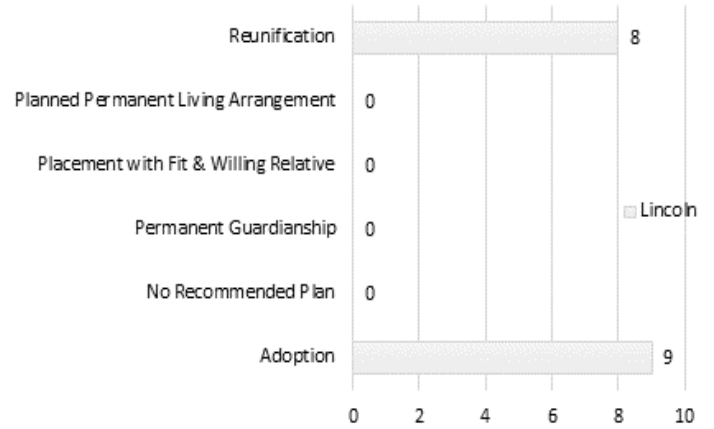 Reunification 8
Planned Permanent Living Arrangement 0
Placement with Fit & Willing Relative 0
Lincoln
Permanent Guardianship 0
No Recommended Plan 0
Adoption 9
0 2 4 6 8 10